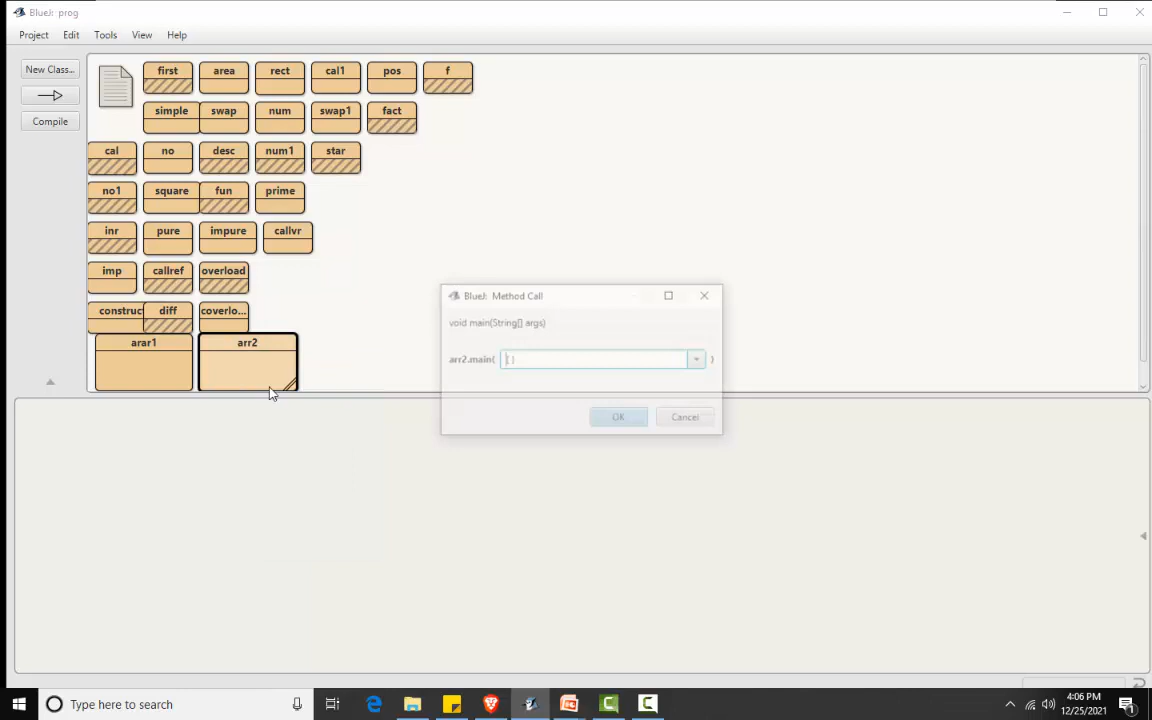 BlueJ: prog
Project Edit Tools View Help
New Class...
Compile
first area rect cal1 pos f
simple swap num swap1 fact
cal no desc num1 star
no1 square fun prime
inr pure impure callvr
imp callref overload
construc diff coverlo...
arar1 arr2
BlueJ: Method Call
void main(String[] args)
arr2.main( { } )
OK Cancel
Type here to search
4:06 PM
12/25/2021
1